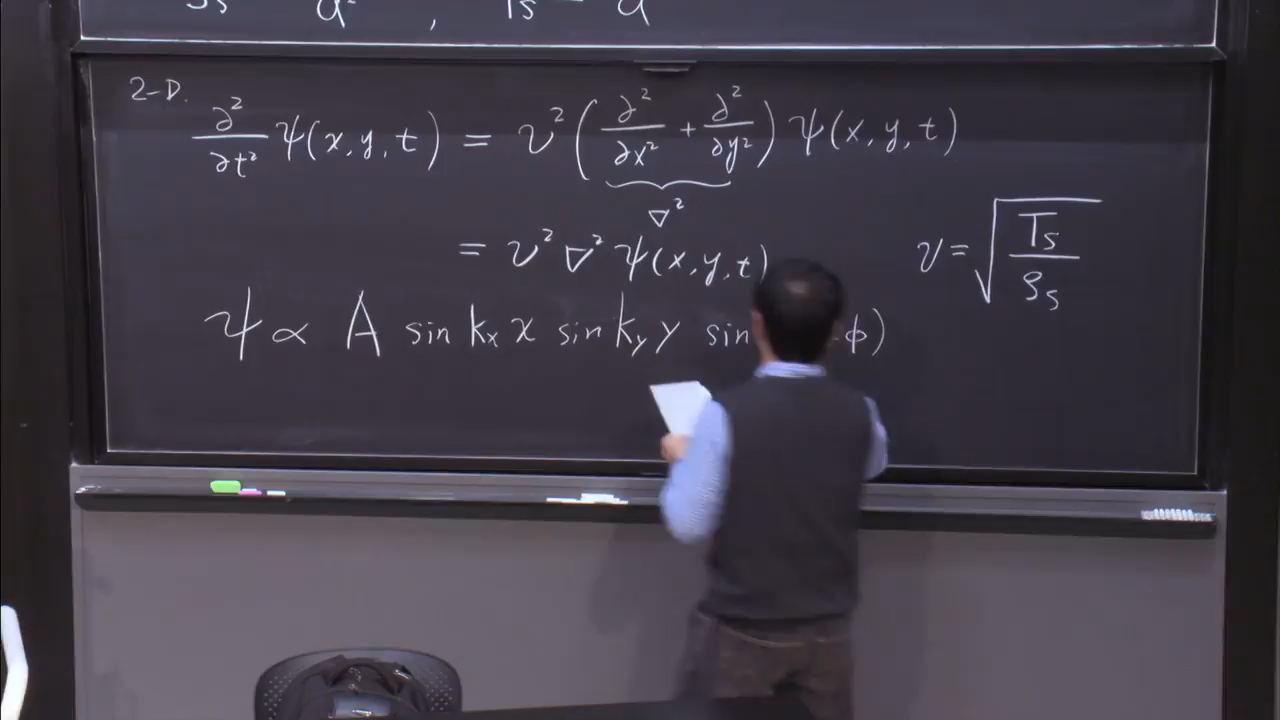 2-D.
∂²/∂t² ψ(x,y,t) = v² (∂²/∂x² + ∂²/∂y²) ψ(x,y,t)
∇²
= v² ∇² ψ(x,y,t)
v = √(Ts/ρs)
ψ ∝ A sin kx x sin ky y sin φ)